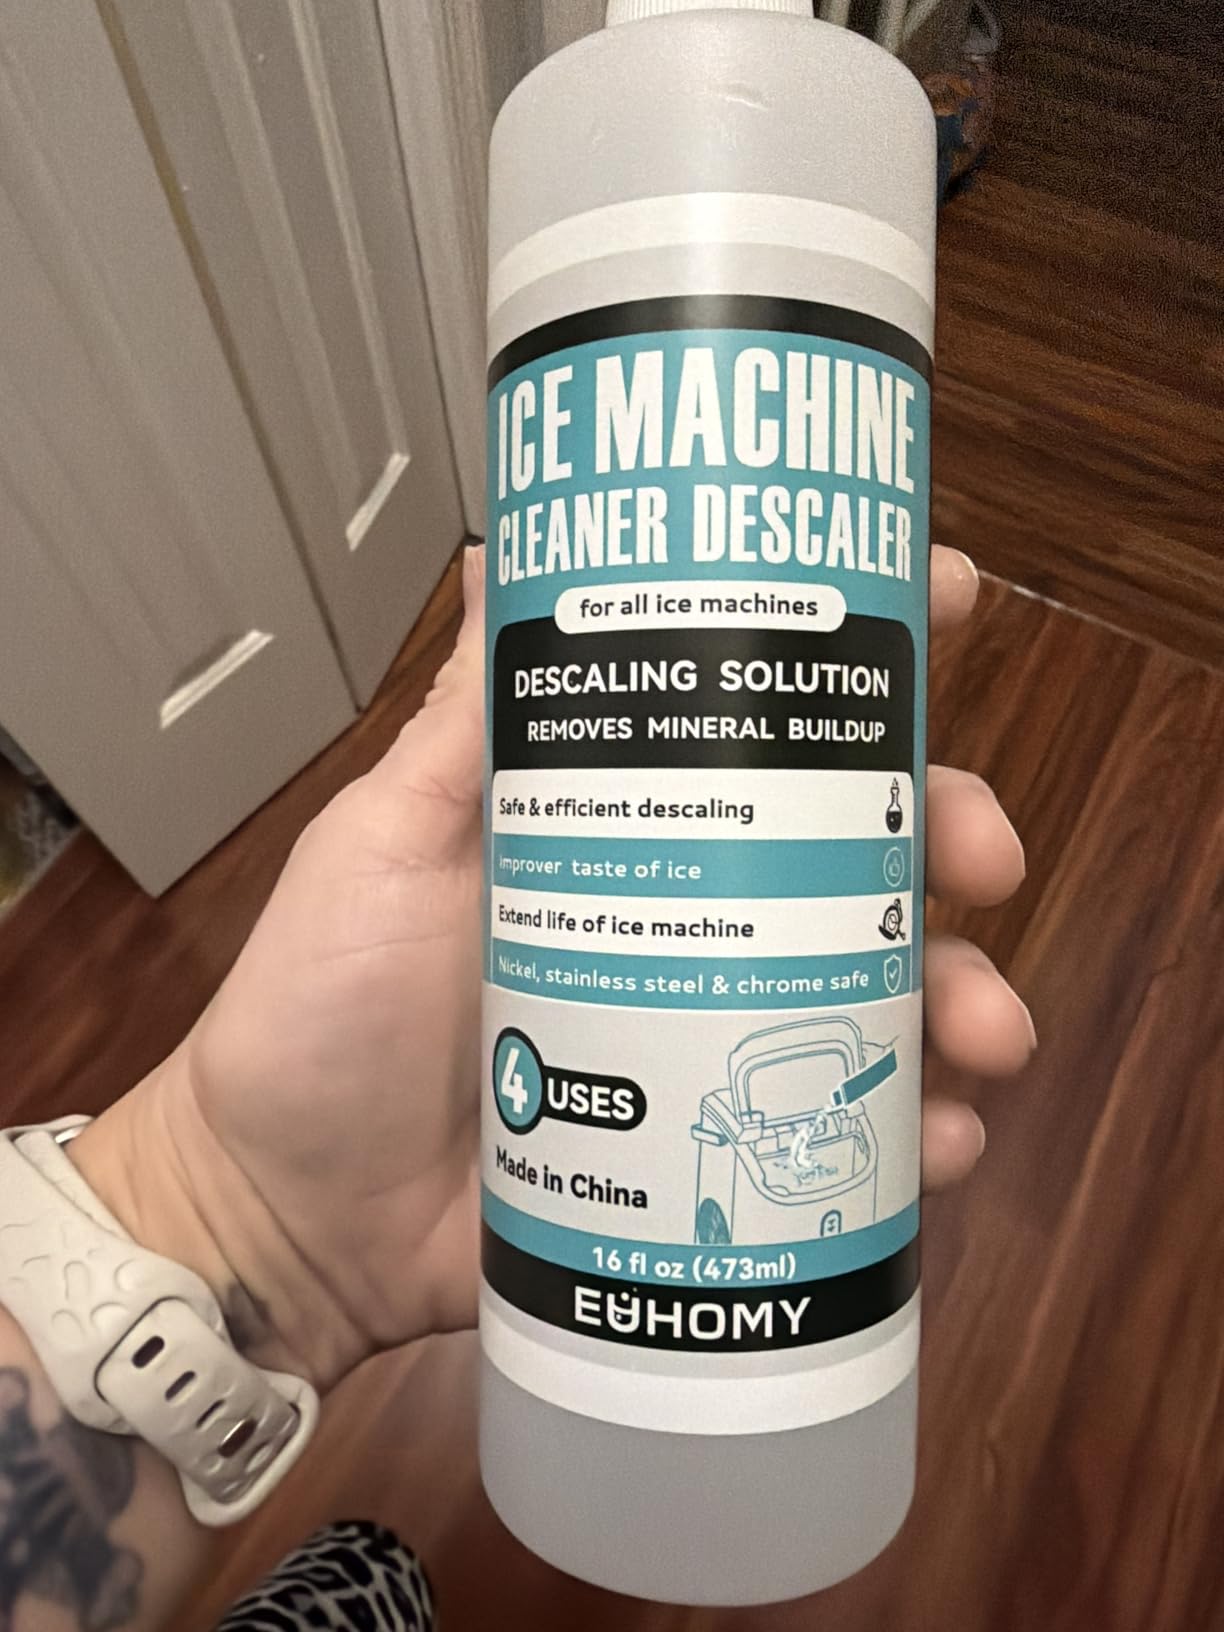 ICE MACHINE
CLEANER DESCALER
for all ice machines
DESCALING SOLUTION
REMOVES MINERAL BUILDUP
Safe & efficient descaling
Improver taste of ice
Extend life of ice machine
Nickel, stainless steel & chrome safe
4 USES
Made in China
16 fl oz (473ml)
EUHOMY